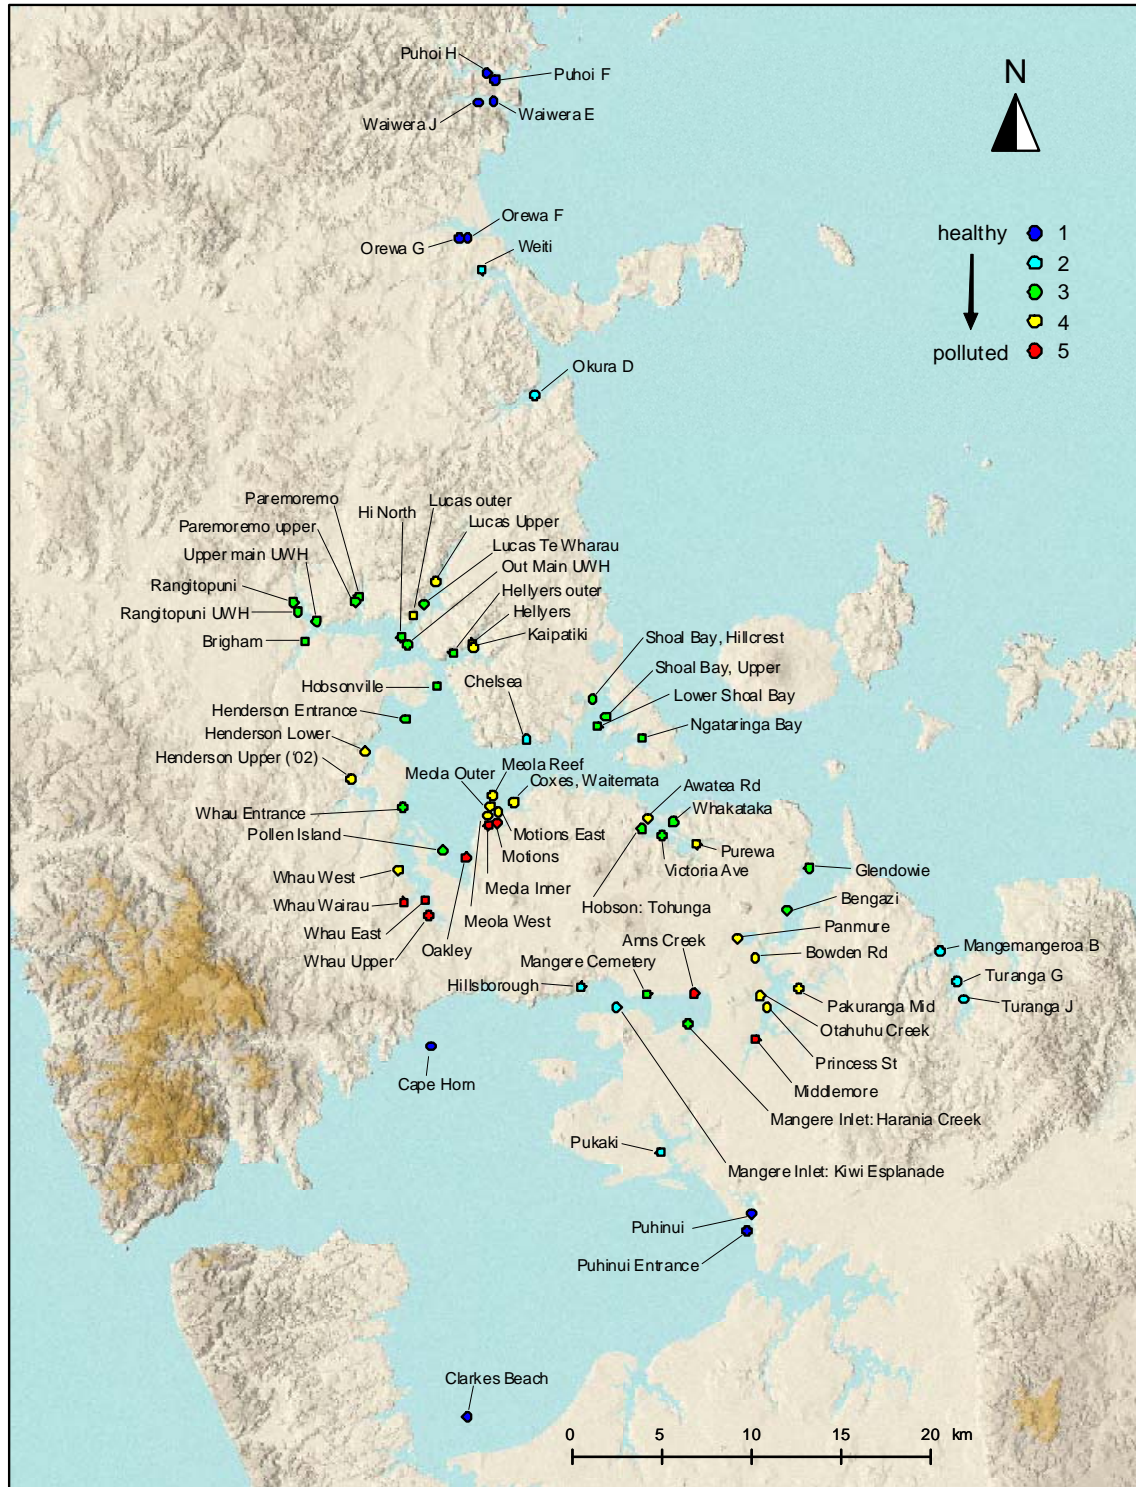 Puhoi H
Puhoi F
Waiwera J
Waiwera E
N
Orewa F
Orewa G
Weiti
healthy
1
2
3
4
polluted
5
Okura D
Paremoremo
Lucas outer
Hi North
Paremoremo upper
Lucas Upper
Upper main UWH
Lucas Te Wharau
Out Main UWH
Rangitopuni
Hellyers outer
Rangitopuni UWH
Hellyers
Brigham
Kaipatiki
Shoal Bay, Hillcrest
Shoal Bay, Upper
Chelsea
Hobsonville
Lower Shoal Bay
Henderson Entrance
Ngataringa Bay
Henderson Lower
Henderson Upper ('02)
Meola Reef
Meola Outer
Coxes, Waitemata
Awatea Rd
Whau Entrance
Whakataka
Pollen Island
Motions East
Motions
Purewa
Victoria Ave
Whau West
Meola Inner
Glendowie
Whau Wairau
Bengazi
Hobson: Tohunga
Meola West
Whau East
Panmure
Anns Creek
Oakley
Whau Upper
Mangere Cemetery
Bowden Rd
Mangemangeroa B
Hillsborough
Turanga G
Pakuranga Mid
Turanga J
Otahuhu Creek
Princess St
Cape Horn
Middlemore
Mangere Inlet: Harania Creek
Pukaki
Mangere Inlet: Kiwi Esplanade
Puhinui
Puhinui Entrance
Clarkes Beach
0
5
10
15
20
km